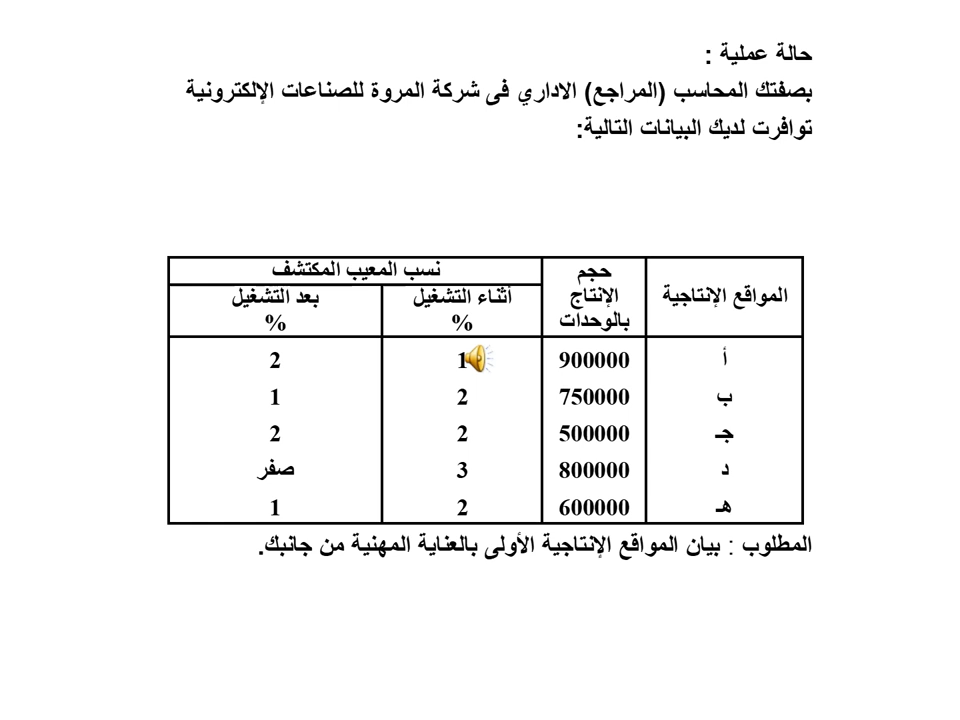 حالة عملية :
بصفتك المحاسب (المراجع) الاداري فى شركة المروة للصناعات الإلكترونية
توافرت لديك البيانات التالية:
المواقع الإنتاجية حجم الإنتاج بالوحدات نسب المعيب المكتشف
أثناء التشغيل % بعد التشغيل %
أ 900000 1 2
ب 750000 2 1
جـ 500000 2 2
د 800000 3 صفر
هـ 600000 2 1
المطلوب : بيان المواقع الإنتاجية الأولى بالعناية المهنية من جانبك.